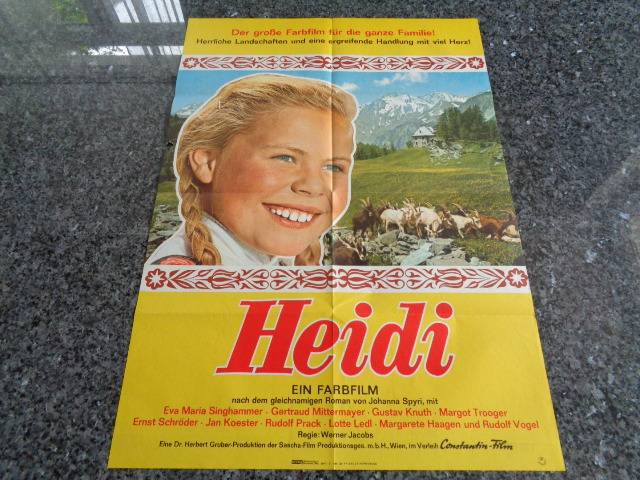 Der große Farbfilm für die ganze Familie!
Herrliche Landschaften und eine ergreifende Handlung mit viel Herz!
Heidi
EIN FARBFILM
nach dem gleichnamigen Roman von Johanna Spyri, mit
Eva Maria Singhammer · Gertraud Mittermayer · Gustav Knuth · Margot Trooger
Ernst Schröder · Jan Koester · Rudolf Prack · Lotte Ledl · Margarete Haagen und Rudolf Vogel
Regie: Werner Jacobs
Eine Dr. Herbert Gruber-Produktion der Sascha-Film Produktionsges. m. b. H., Wien, im Verleih Constantin-Film